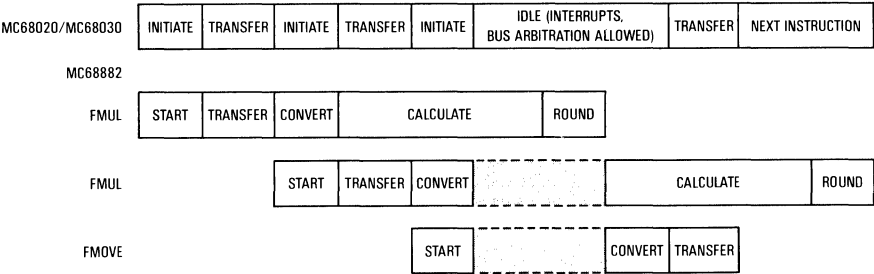 MC68020/MC68030 INITIATE TRANSFER INITIATE TRANSFER INITIATE IDLE (INTERRUPTS, BUS ARBITRATION ALLOWED) TRANSFER NEXT INSTRUCTION
MC68882
FMUL START TRANSFER CONVERT CALCULATE ROUND
FMUL START TRANSFER CONVERT CALCULATE ROUND
FMOVE START CONVERT TRANSFER